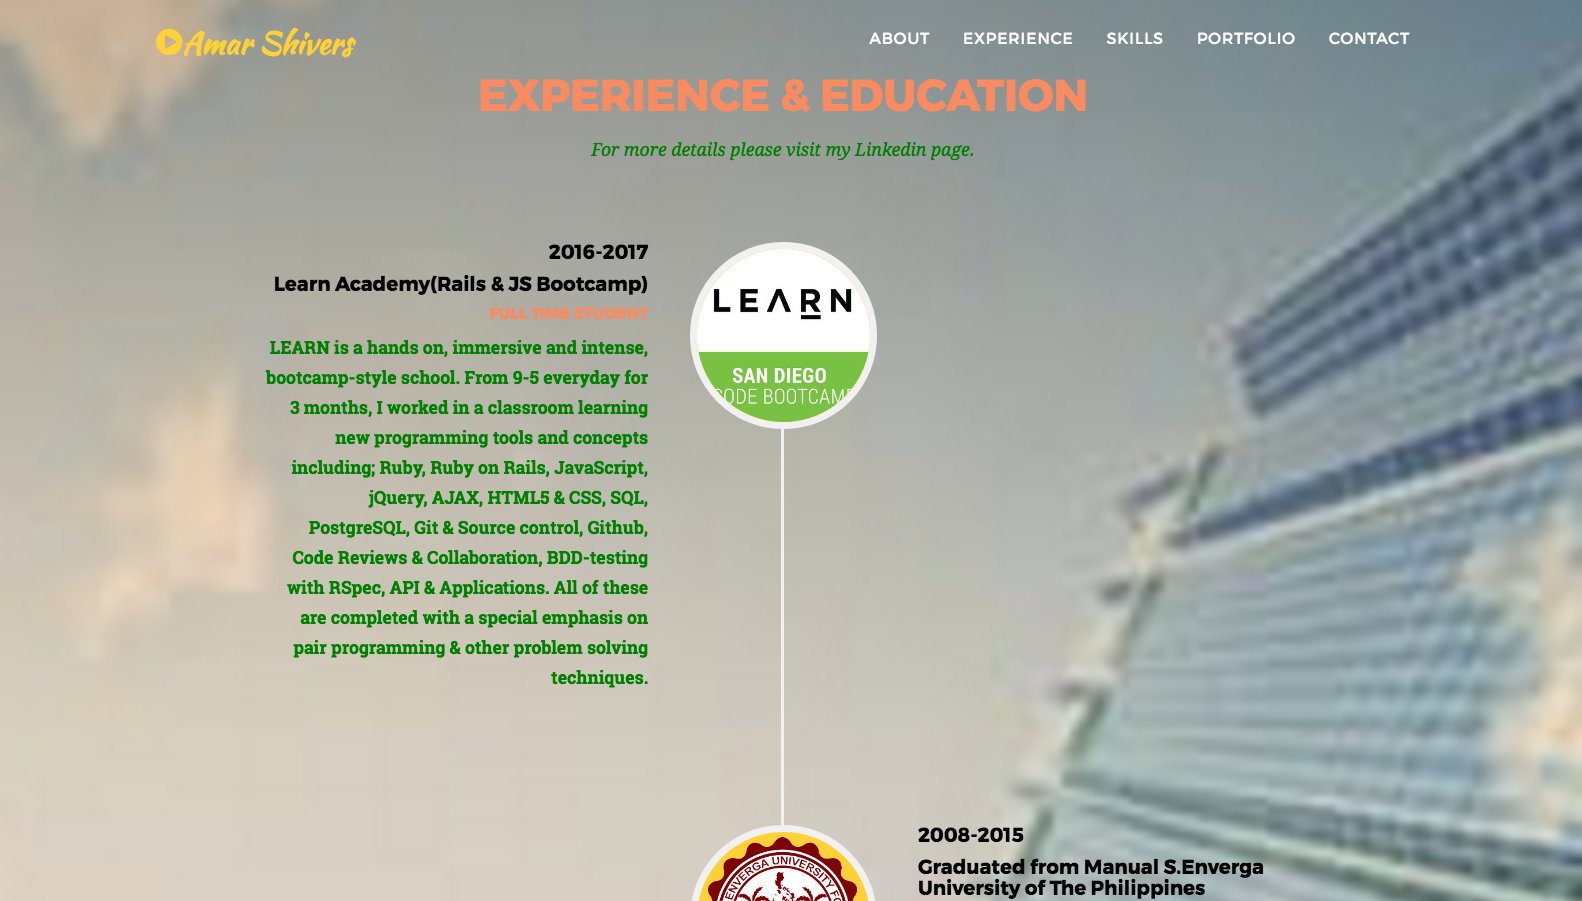 Amar Shivers
ABOUT EXPERIENCE SKILLS PORTFOLIO CONTACT
EXPERIENCE & EDUCATION
For more details please visit my Linkedin page.
2016-2017
Learn Academy(Rails & JS Bootcamp)
FULL TIME STUDENT
LEARN is a hands on, immersive and intense,
bootcamp-style school. From 9-5 everyday for
3 months, I worked in a classroom learning
new programming tools and concepts
including; Ruby, Ruby on Rails, JavaScript,
jQuery, AJAX, HTML5 & CSS, SQL,
PostgreSQL, Git & Source control, Github,
Code Reviews & Collaboration, BDD-testing
with RSpec, API & Applications. All of these
are completed with a special emphasis on
pair programming & other problem solving
techniques.
LEARN
SAN DIEGO
CODE BOOTCAMP
ENVERGA UNIVERSITY FO
2008-2015
Graduated from Manual S.Enverga
University of The Philippines